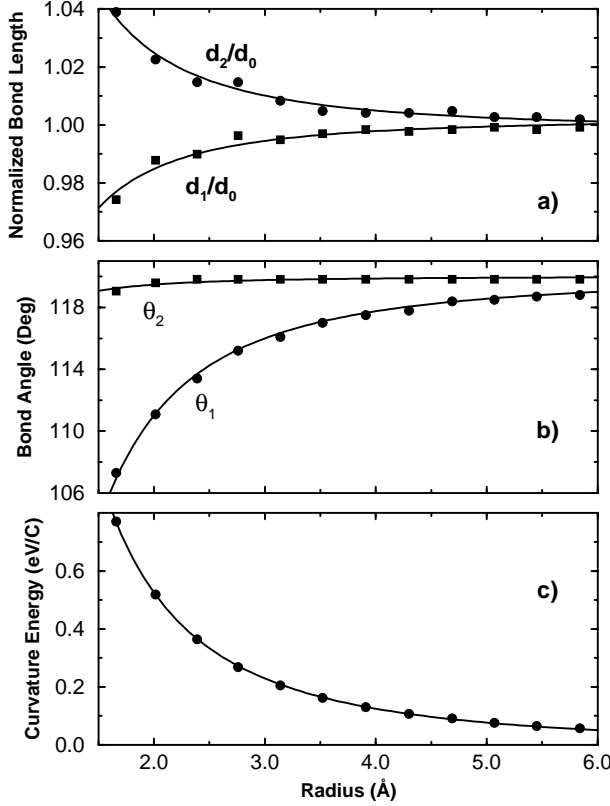 Normalized Bond Length
1.04
1.02
1.00
0.98
0.96
d2/d0
d1/d0
a)
Bond Angle (Deg)
118
114
110
106
θ2
θ1
b)
Curvature Energy (eV/C)
0.6
0.4
0.2
0.0
c)
2.0 3.0 4.0 5.0 6.0
Radius (Å)